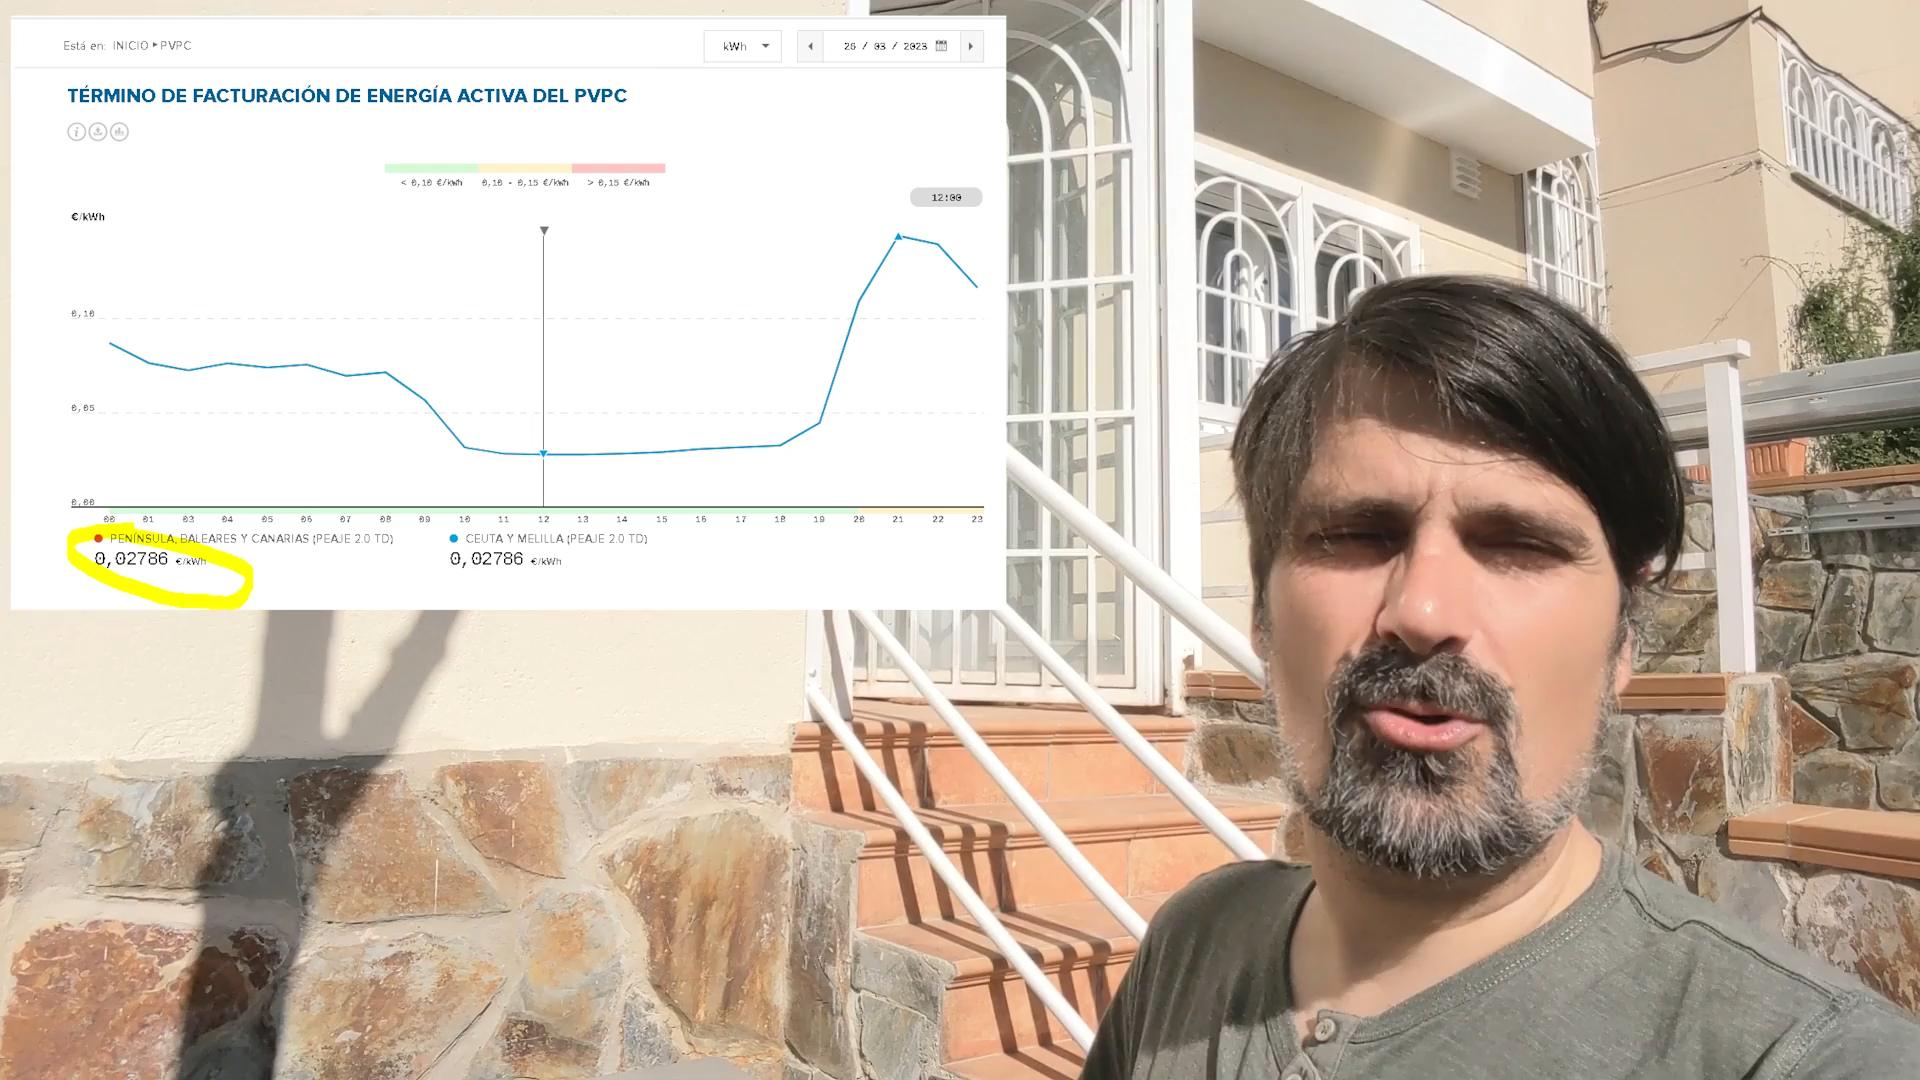 Está en: INICIO ▸ PVPC
kWh
26 / 03 / 2023
TÉRMINO DE FACTURACIÓN DE ENERGÍA ACTIVA DEL PVPC
< 0,10 €/kWh 0,10 - 0,15 €/kWh > 0,15 €/kWh
12:00
€/kWh
0,10
0,05
0,00
00 01 03 04 05 06 07 08 09 10 11 12 13 14 15 16 17 18 19 20 21 22 23
PENÍNSULA, BALEARES Y CANARIAS (PEAJE 2.0 TD) CEUTA Y MELILLA (PEAJE 2.0 TD)
0,02786 €/kWh 0,02786 €/kWh